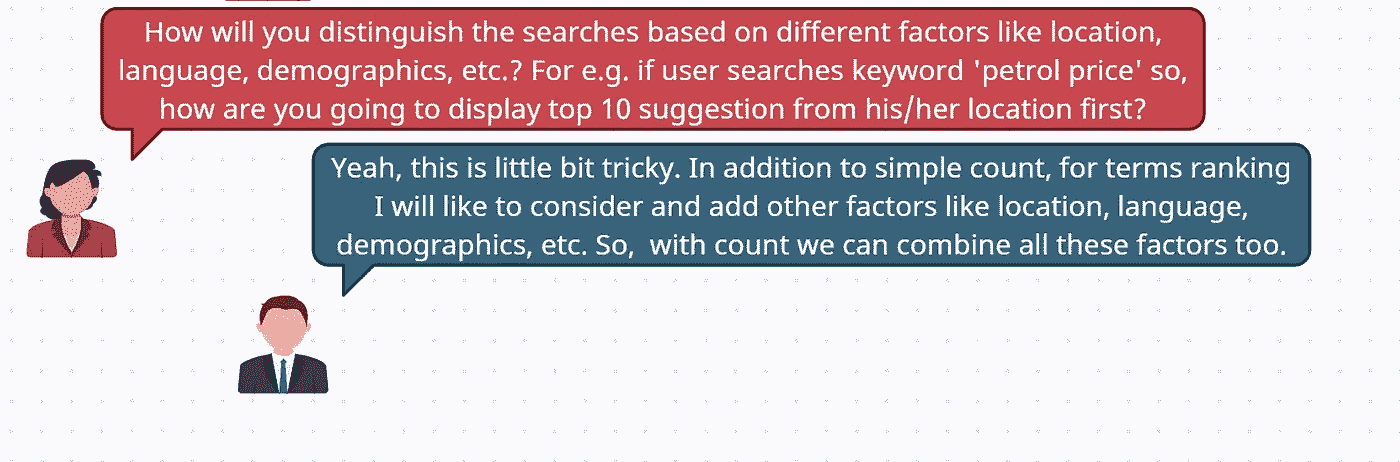 How will you distinguish the searches based on different factors like location,
language, demographics, etc.? For e.g. if user searches keyword 'petrol price' so,
how are you going to display top 10 suggestion from his/her location first?
Yeah, this is little bit tricky. In addition to simple count, for terms ranking
I will like to consider and add other factors like location, language,
demographics, etc. So,  with count we can combine all these factors too.